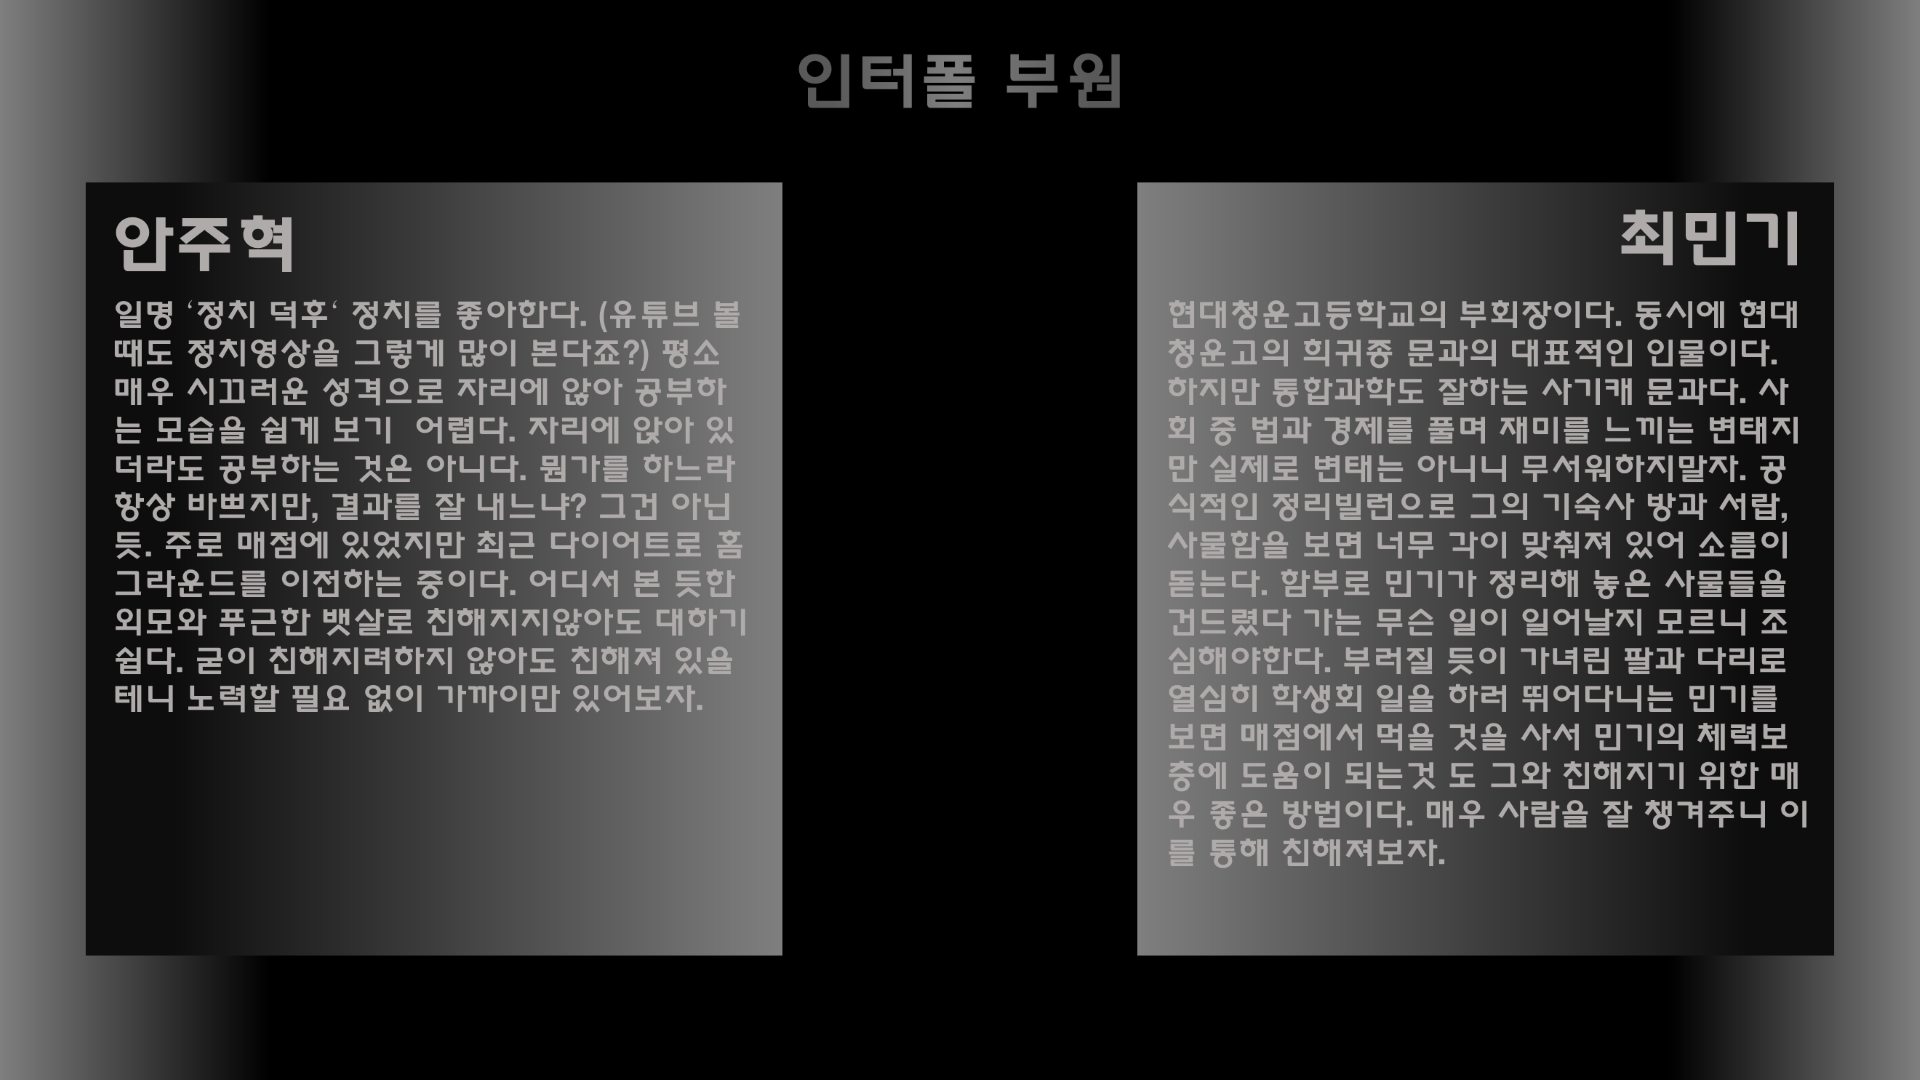 인터폴 부원
안주혁
일명 ‘정치 덕후‘ 정치를 좋아한다. (유튜브 볼
때도 정치영상을 그렇게 많이 본다죠?) 평소
매우 시끄러운 성격으로 자리에 않아 공부하
는 모습을 쉽게 보기  어렵다. 자리에 앉아 있
더라도 공부하는 것은 아니다. 뭔가를 하느라
항상 바쁘지만, 결과를 잘 내느냐? 그건 아닌
듯. 주로 매점에 있었지만 최근 다이어트로 홈
그라운드를 이전하는 중이다. 어디서 본 듯한
외모와 푸근한 뱃살로 친해지지않아도 대하기
쉽다. 굳이 친해지려하지 않아도 친해져 있을
테니 노력할 필요 없이 가까이만 있어보자.
최민기
현대청운고등학교의 부회장이다. 동시에 현대
청운고의 희귀종 문과의 대표적인 인물이다.
하지만 통합과학도 잘하는 사기캐 문과다. 사
회 중 법과 경제를 풀며 재미를 느끼는 변태지
만 실제로 변태는 아니니 무서워하지말자. 공
식적인 정리빌런으로 그의 기숙사 방과 서랍,
사물함을 보면 너무 각이 맞춰져 있어 소름이
돋는다. 함부로 민기가 정리해 놓은 사물들을
건드렸다 가는 무슨 일이 일어날지 모르니 조
심해야한다. 부러질 듯이 가녀린 팔과 다리로
열심히 학생회 일을 하러 뛰어다니는 민기를
보면 매점에서 먹을 것을 사서 민기의 체력보
충에 도움이 되는것 도 그와 친해지기 위한 매
우 좋은 방법이다. 매우 사람을 잘 챙겨주니 이
를 통해 친해져보자.